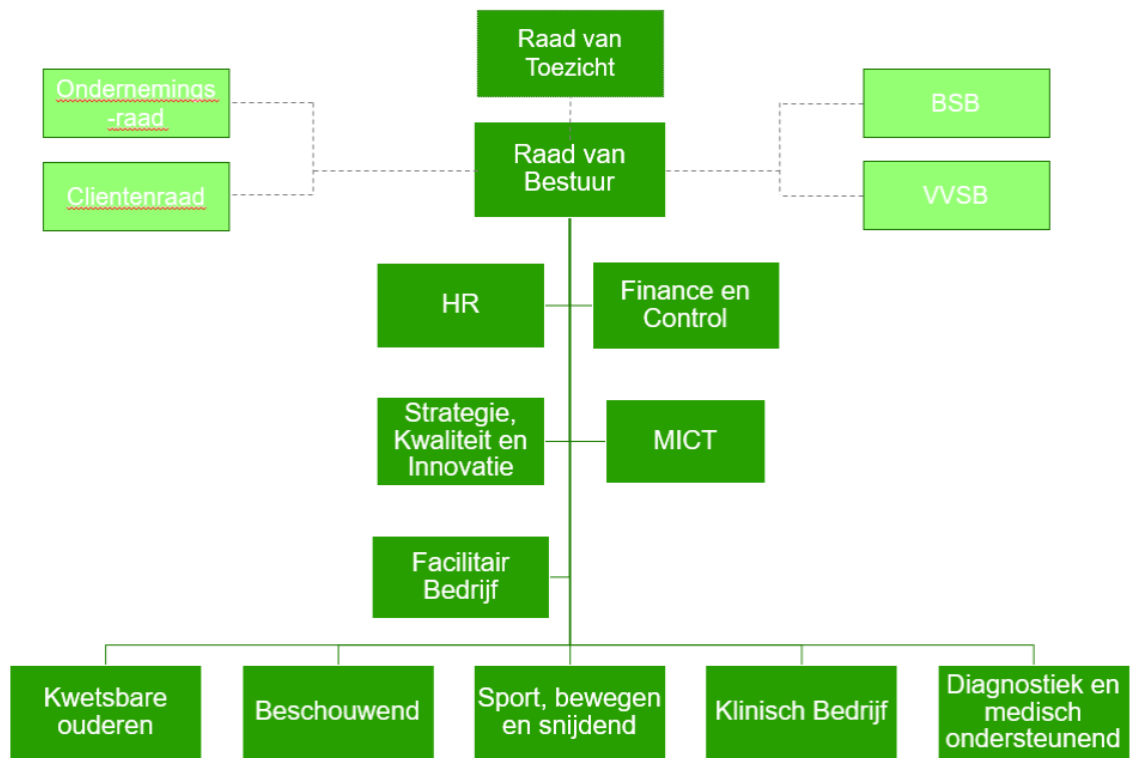 Raad van
Toezicht
Ondernemings
-raad
BSB
Raad van
Bestuur
Clientenraad
VVSB
HR
Finance en
Control
Strategie,
Kwaliteit en
Innovatie
MICT
Facilitair
Bedrijf
Kwetsbare
ouderen
Beschouwend
Sport, bewegen
en snijdend
Klinisch Bedrijf
Diagnostiek en
medisch
ondersteunend